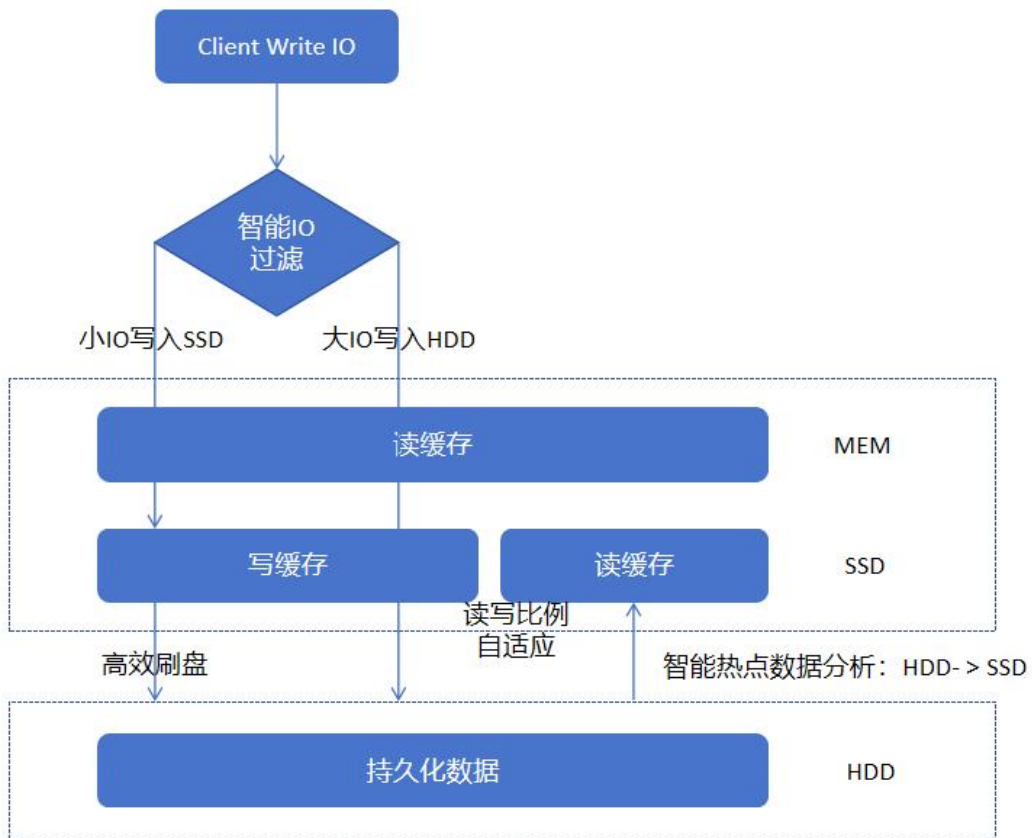 Client Write IO
智能IO
过滤
小IO写入SSD
大IO写入HDD
读缓存
MEM
写缓存
读缓存
SSD
读写比例
自适应
高效刷盘
智能热点数据分析：HDD- > SSD
持久化数据
HDD